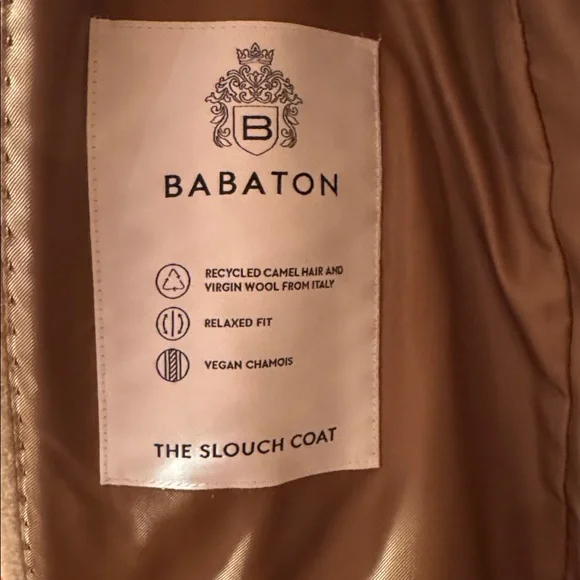 B
BABATON
RECYCLED CAMEL HAIR AND
VIRGIN WOOL FROM ITALY
RELAXED FIT
VEGAN CHAMOIS
THE SLOUCH COAT